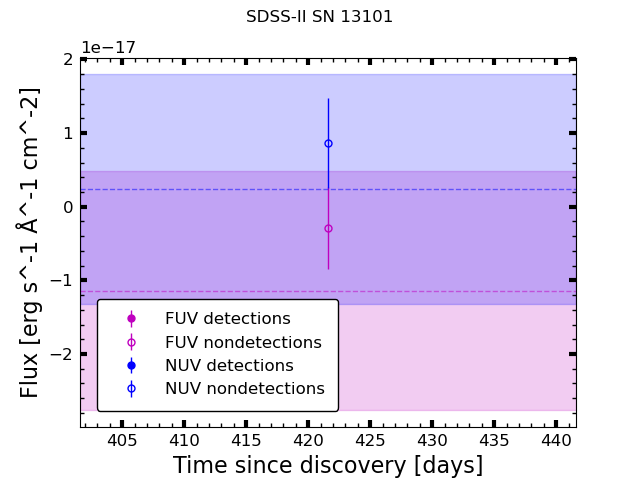 SDSS-II SN 13101
1e−17
2
1
0
−1
−2
Flux [erg s^-1 Å^-1 cm^-2]
FUV detections
FUV nondetections
NUV detections
NUV nondetections
405 410 415 420 425 430 435 440
Time since discovery [days]